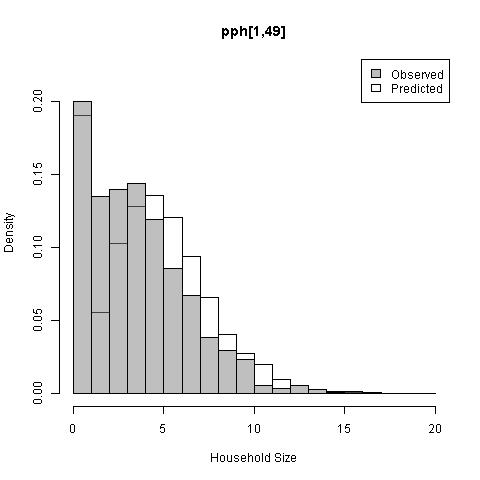 pph[1,49]
Observed
Predicted
Density
0.20
0.15
0.10
0.05
0.00
0 5 10 15 20
Household Size